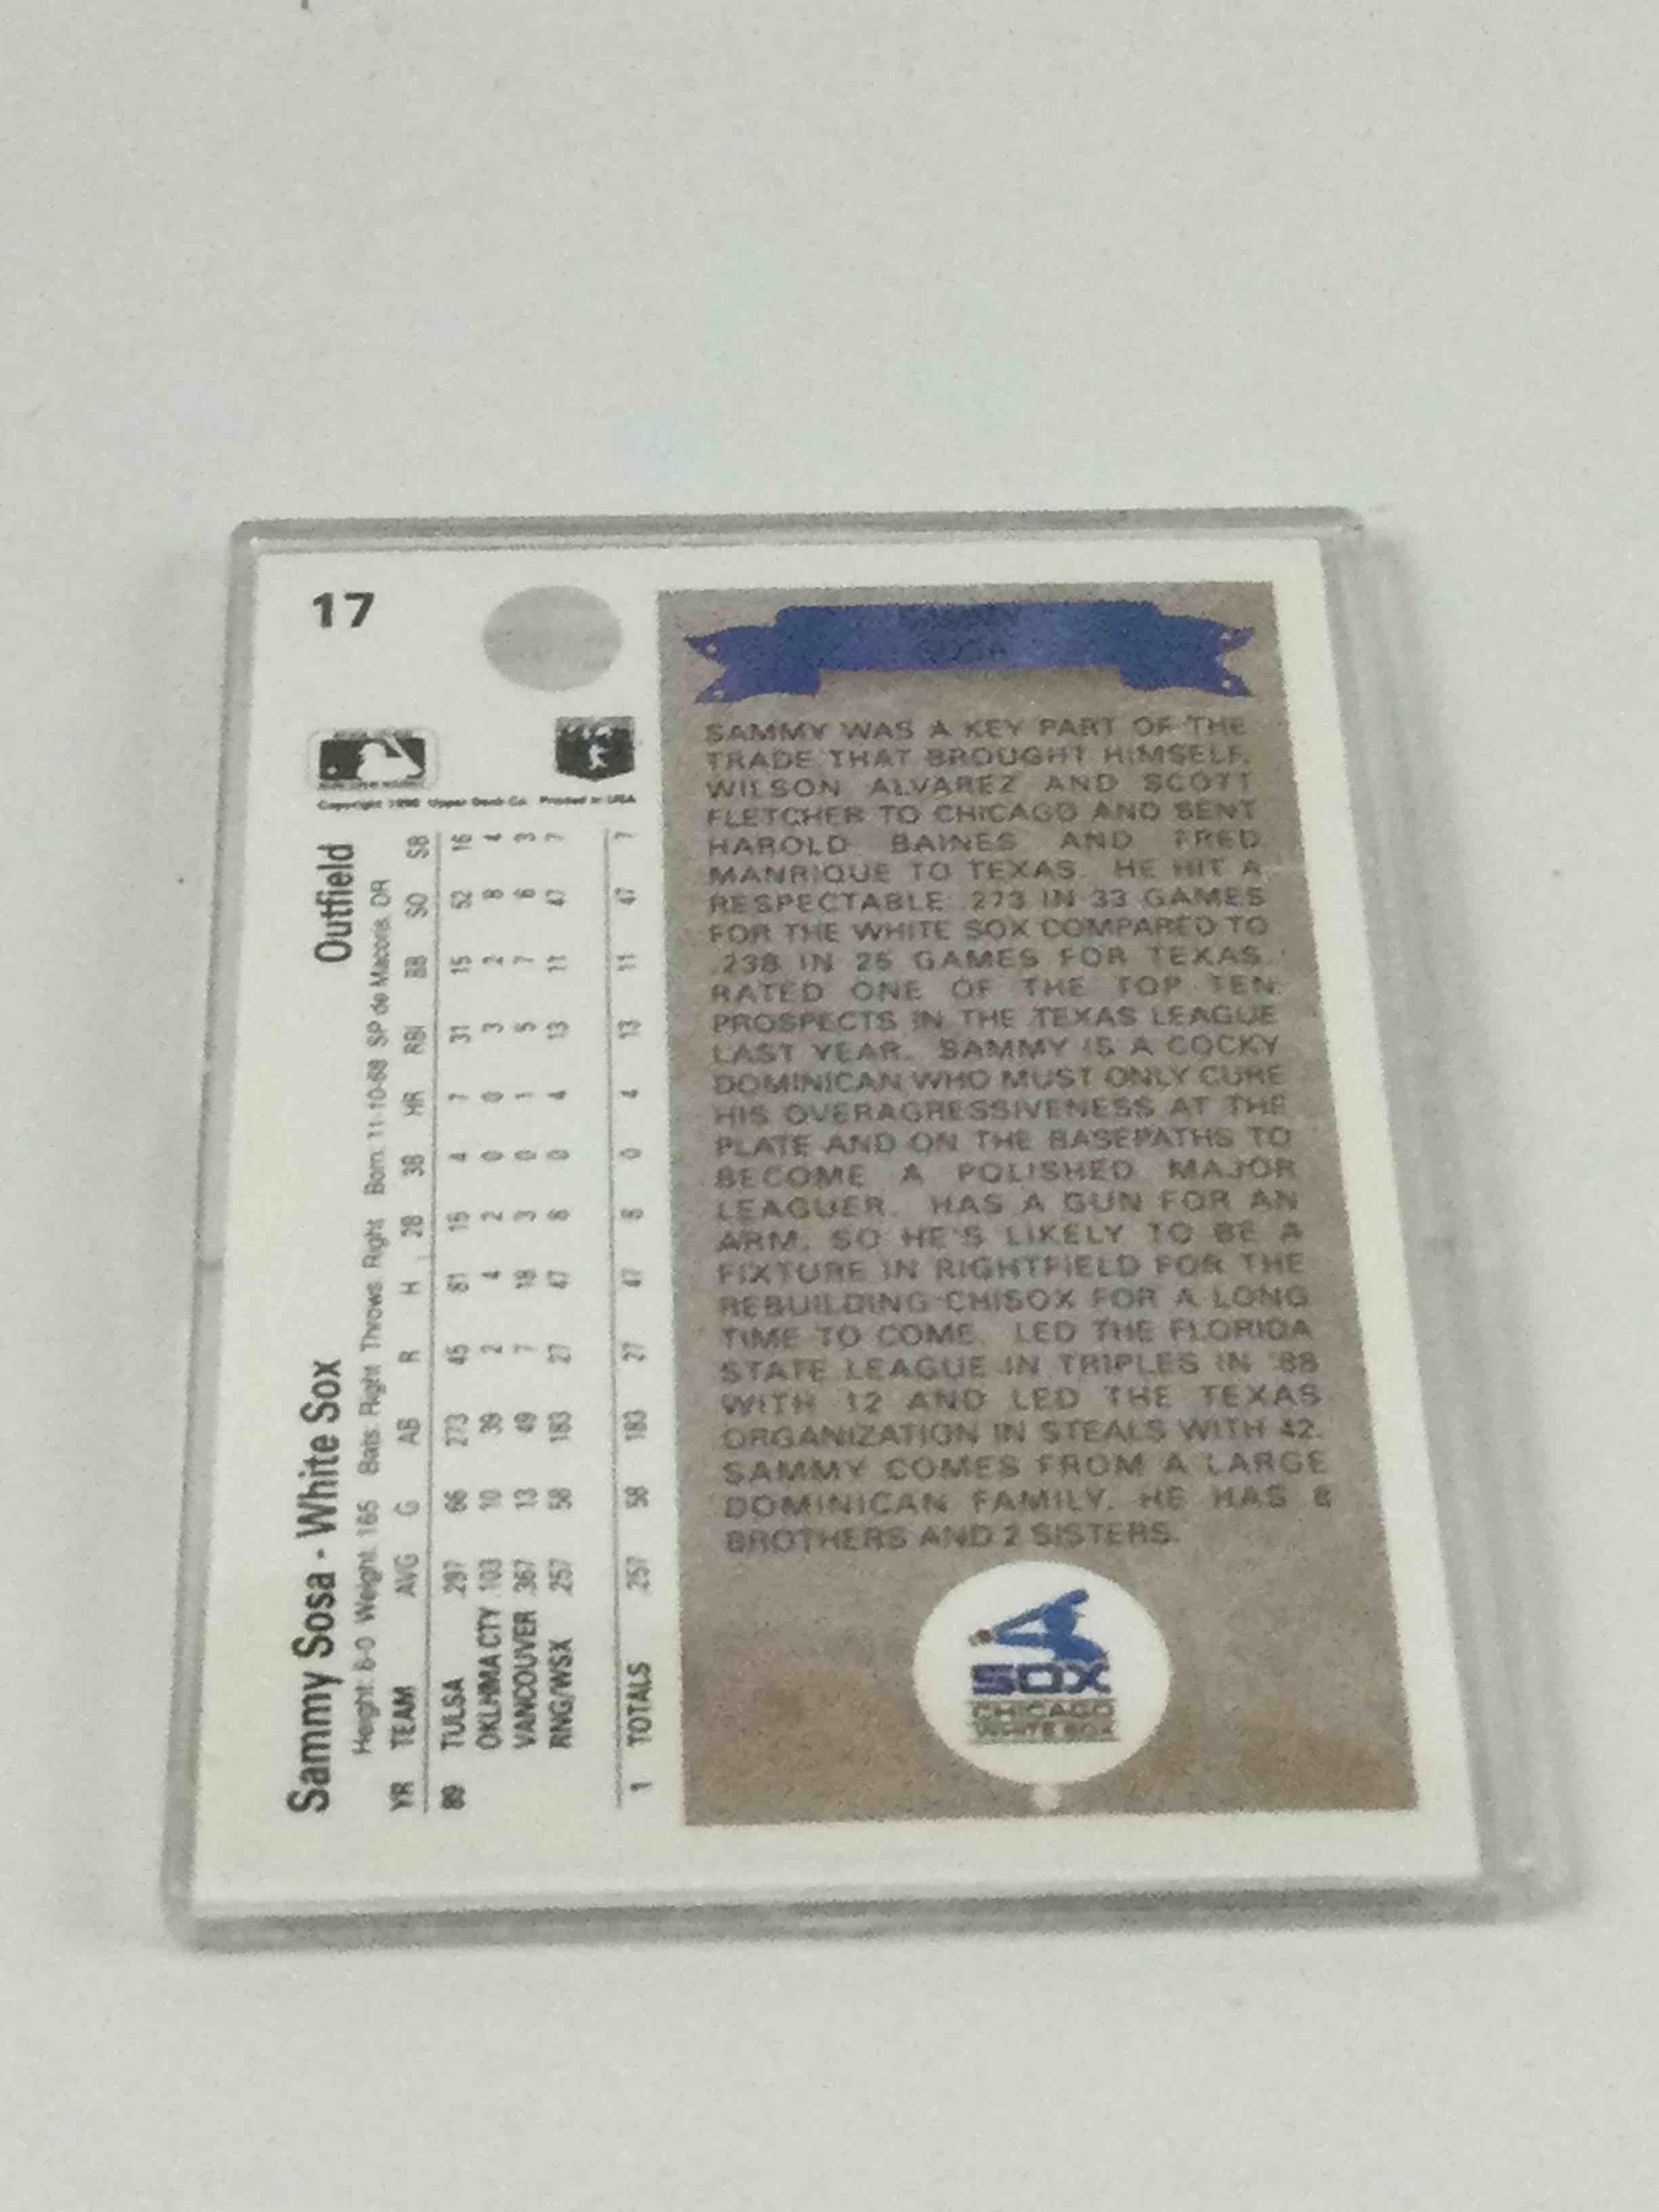 17
Copyright 1990 Upper Deck Co. Printed in USA
Sammy Sosa - White Sox Outfield
Height: 6-0 Weight: 165 Bats: Right Throws: Right Born: 11-10-68 SP de Macoris, DR
YR TEAM AVG G AB R H 2B 3B HR RBI BB SO SB
89 TULSA .297 66 273 45 81 15 4 7 31 15 52 16
OKLHMA CTY .103 10 39 2 4 2 0 0 3 2 8 4
VANCOUVER .367 13 49 7 18 3 0 1 5 7 6 3
RNG/WSX .257 58 183 27 47 8 0 4 13 11 47 7
1 TOTALS .257 58 183 27 47 8 0 4 13 11 47 7
SOSA
SAMMY WAS A KEY PART OF THE
TRADE THAT BROUGHT HIMSELF,
WILSON ALVAREZ AND SCOTT
FLETCHER TO CHICAGO AND SENT
HAROLD BAINES AND FRED
MANRIQUE TO TEXAS. HE HIT A
RESPECTABLE .273 IN 33 GAMES
FOR THE WHITE SOX COMPARED TO
.238 IN 25 GAMES FOR TEXAS.
RATED ONE OF THE TOP TEN
PROSPECTS IN THE TEXAS LEAGUE
LAST YEAR. SAMMY IS A COCKY
DOMINICAN WHO MUST ONLY CURE
HIS OVERAGRESSIVENESS AT THE
PLATE AND ON THE BASEPATHS TO
BECOME A POLISHED MAJOR
LEAGUER. HAS A GUN FOR AN
ARM, SO HE'S LIKELY TO BE A
FIXTURE IN RIGHTFIELD FOR THE
REBUILDING CHISOX FOR A LONG
TIME TO COME. LED THE FLORIDA
STATE LEAGUE IN TRIPLES IN '88
WITH 12 AND LED THE TEXAS
ORGANIZATION IN STEALS WITH 42.
SAMMY COMES FROM A LARGE
DOMINICAN FAMILY. HE HAS 8
BROTHERS AND 2 SISTERS.
SOX
CHICAGO
WHITE SOX